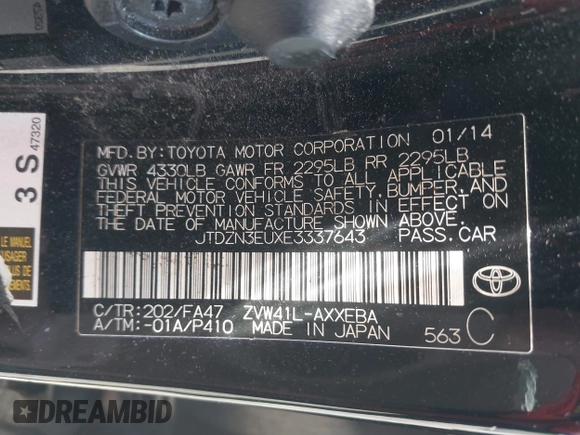 MFD.BY:TOYOTA MOTOR CORPORATION 01/14
GVWR 4330LB GAWR FR 2295LB RR 2295LB
THIS VEHICLE CONFORMS TO ALL APPLICABLE
FEDERAL MOTOR VEHICLE SAFETY, BUMPER, AND
THEFT PREVENTION STANDARDS IN EFFECT ON
THE DATE OF MANUFACTURE SHOWN ABOVE.
JTDZN3EUXE3337643 PASS.CAR
C/TR:202/FA47 ZVW41L-AXXEBA
A/TM:-01A/P410 MADE IN JAPAN 563 C
3 S
47320
LE MANUEL
DREAMBID